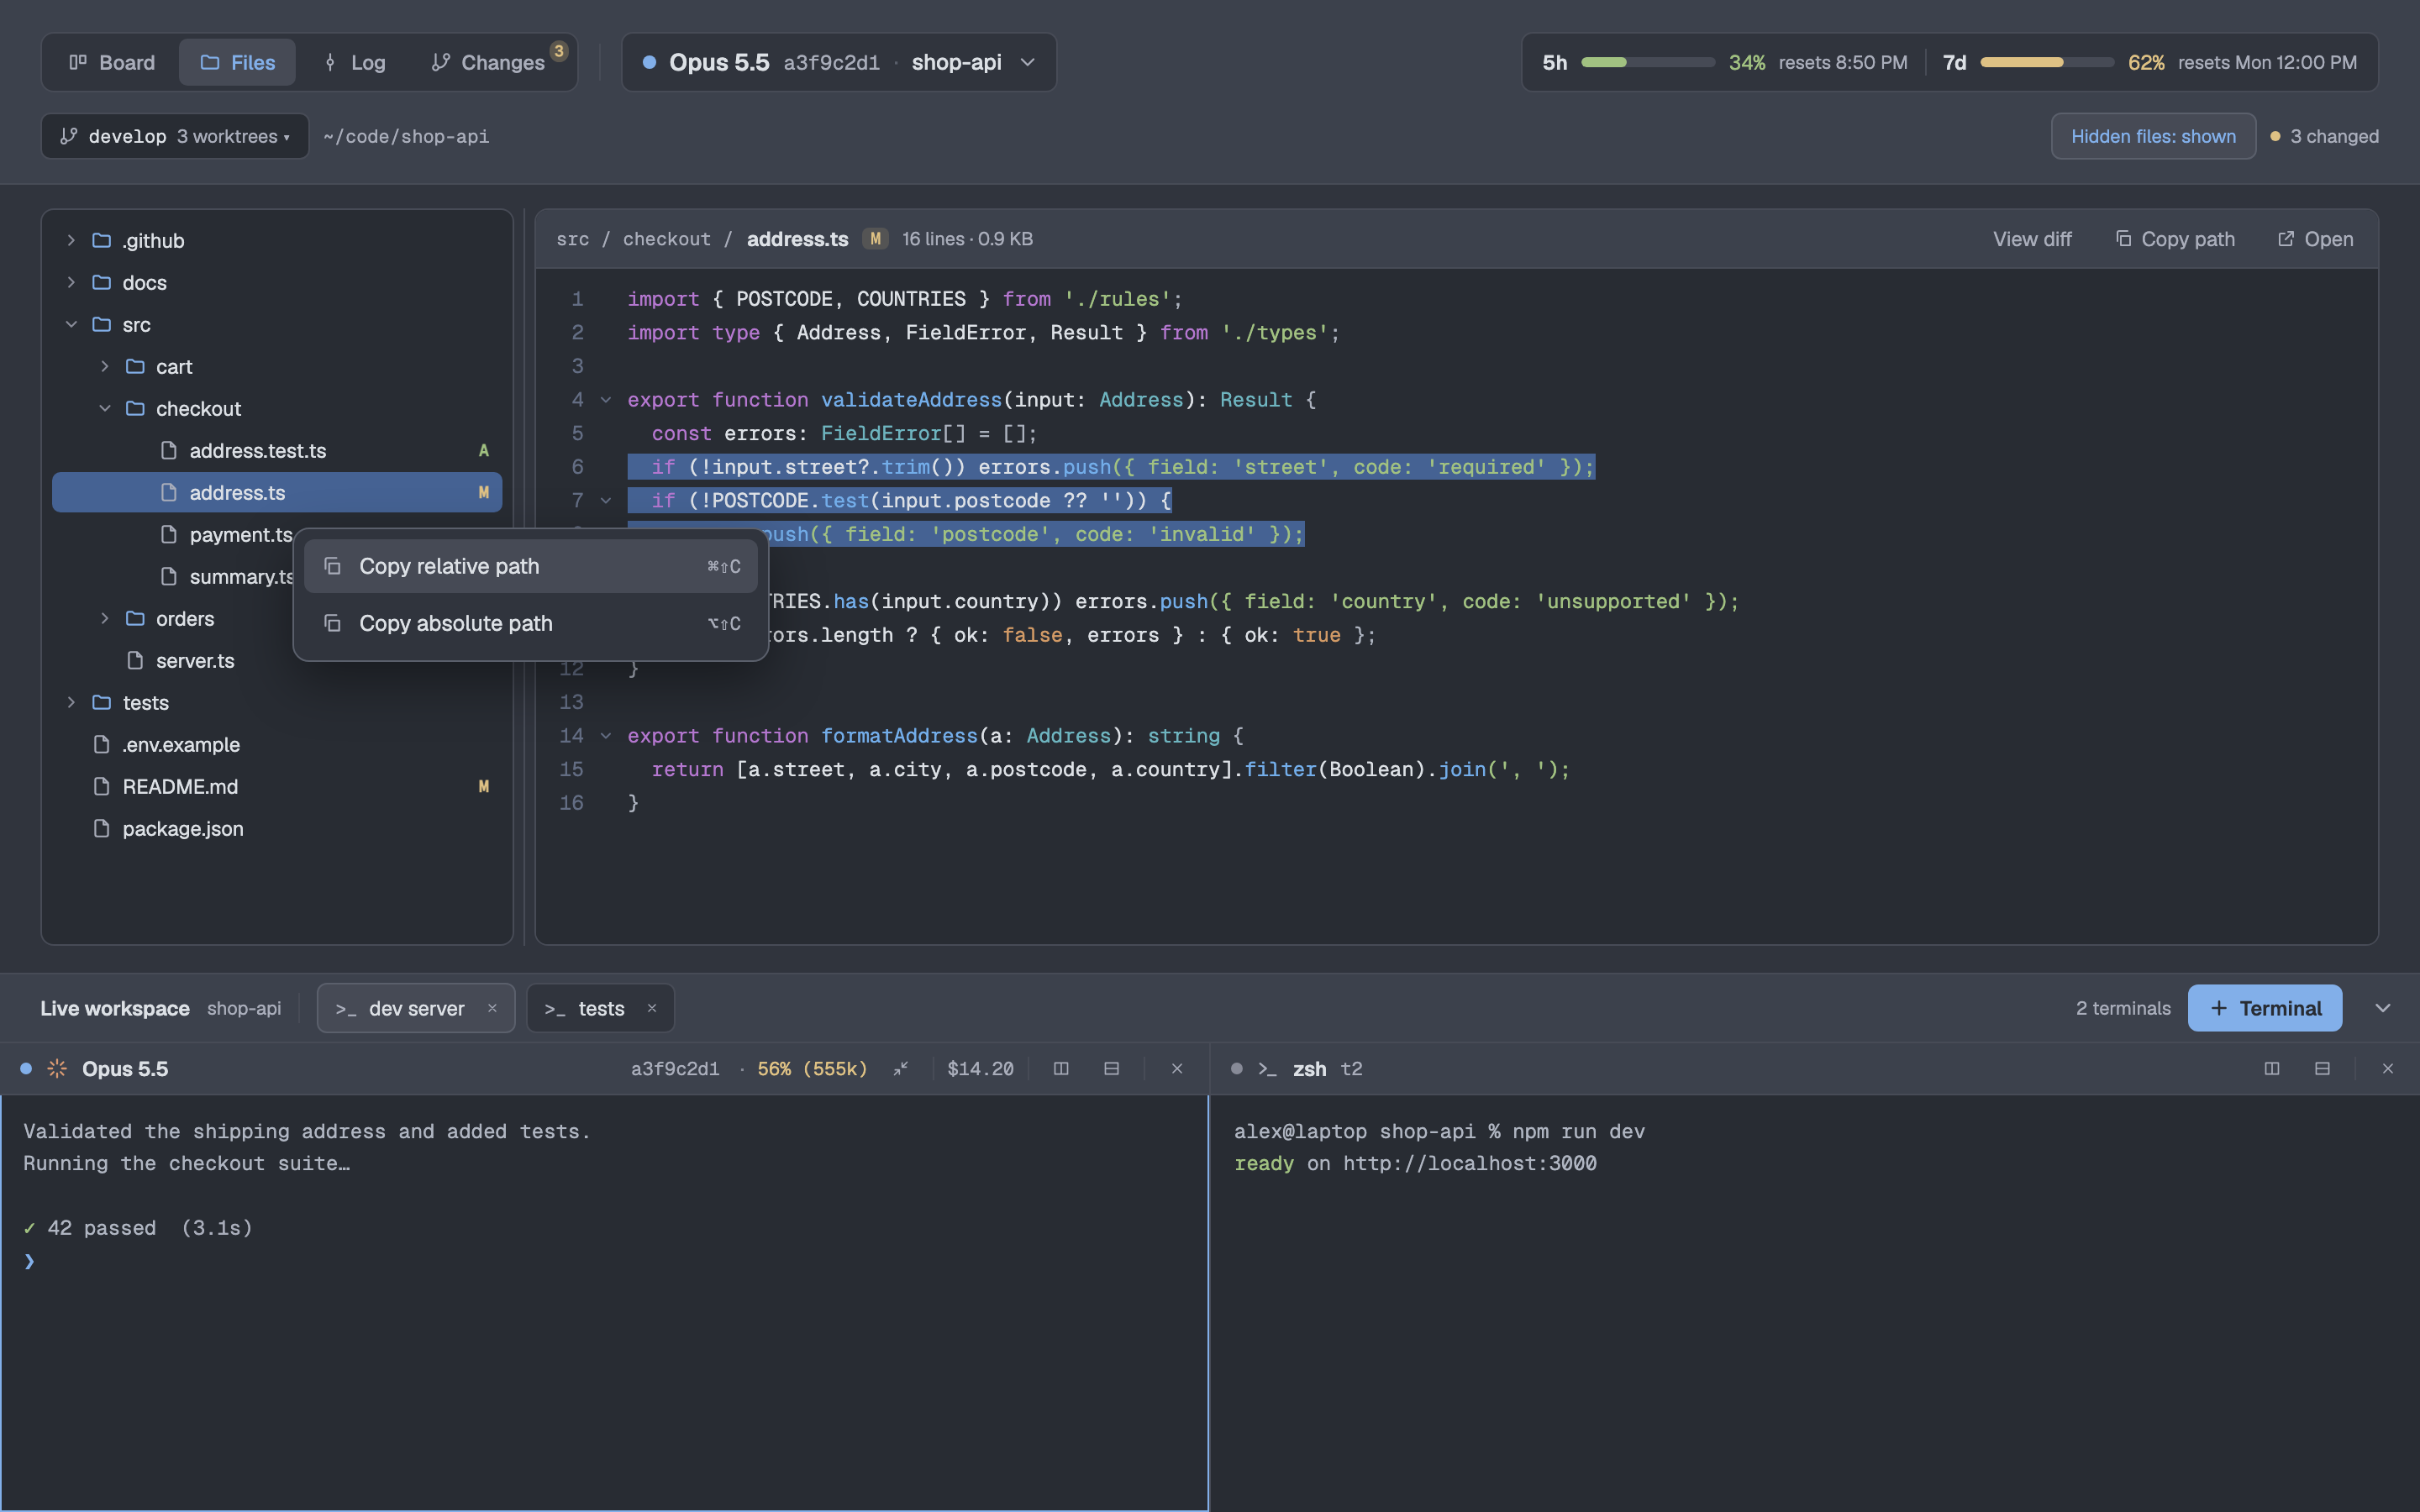 Board Files Log Changes 3
Opus 5.5 a3f9c2d1 · shop-api
5h 34% resets 8:50 PM 7d 62% resets Mon 12:00 PM
develop 3 worktrees ▾ ~/code/shop-api
Hidden files: shown 3 changed
.github
docs
src
cart
checkout
address.test.ts A
address.ts M
payment.ts
summary.ts
orders
server.ts
tests
.env.example
README.md M
package.json
Copy relative path ⌘⇧C
Copy absolute path ⌥⇧C
src / checkout / address.ts M 16 lines · 0.9 KB
View diff Copy path Open
1 import { POSTCODE, COUNTRIES } from './rules';
2 import type { Address, FieldError, Result } from './types';
3
4 export function validateAddress(input: Address): Result {
5 const errors: FieldError[] = [];
6 if (!input.street?.trim()) errors.push({ field: 'street', code: 'required' });
7 if (!POSTCODE.test(input.postcode ?? '')) {
push({ field: 'postcode', code: 'invalid' });
RIES.has(input.country)) errors.push({ field: 'country', code: 'unsupported' });
ors.length ? { ok: false, errors } : { ok: true };
12 }
13
14 export function formatAddress(a: Address): string {
15 return [a.street, a.city, a.postcode, a.country].filter(Boolean).join(', ');
16 }
Live workspace shop-api >_ dev server × >_ tests ×
2 terminals + Terminal
Opus 5.5 a3f9c2d1 · 56% (555k) $14.20 ×
Validated the shipping address and added tests.
Running the checkout suite…
✓ 42 passed (3.1s)
❯
>_ zsh t2 ×
alex@laptop shop-api % npm run dev
ready on http://localhost:3000